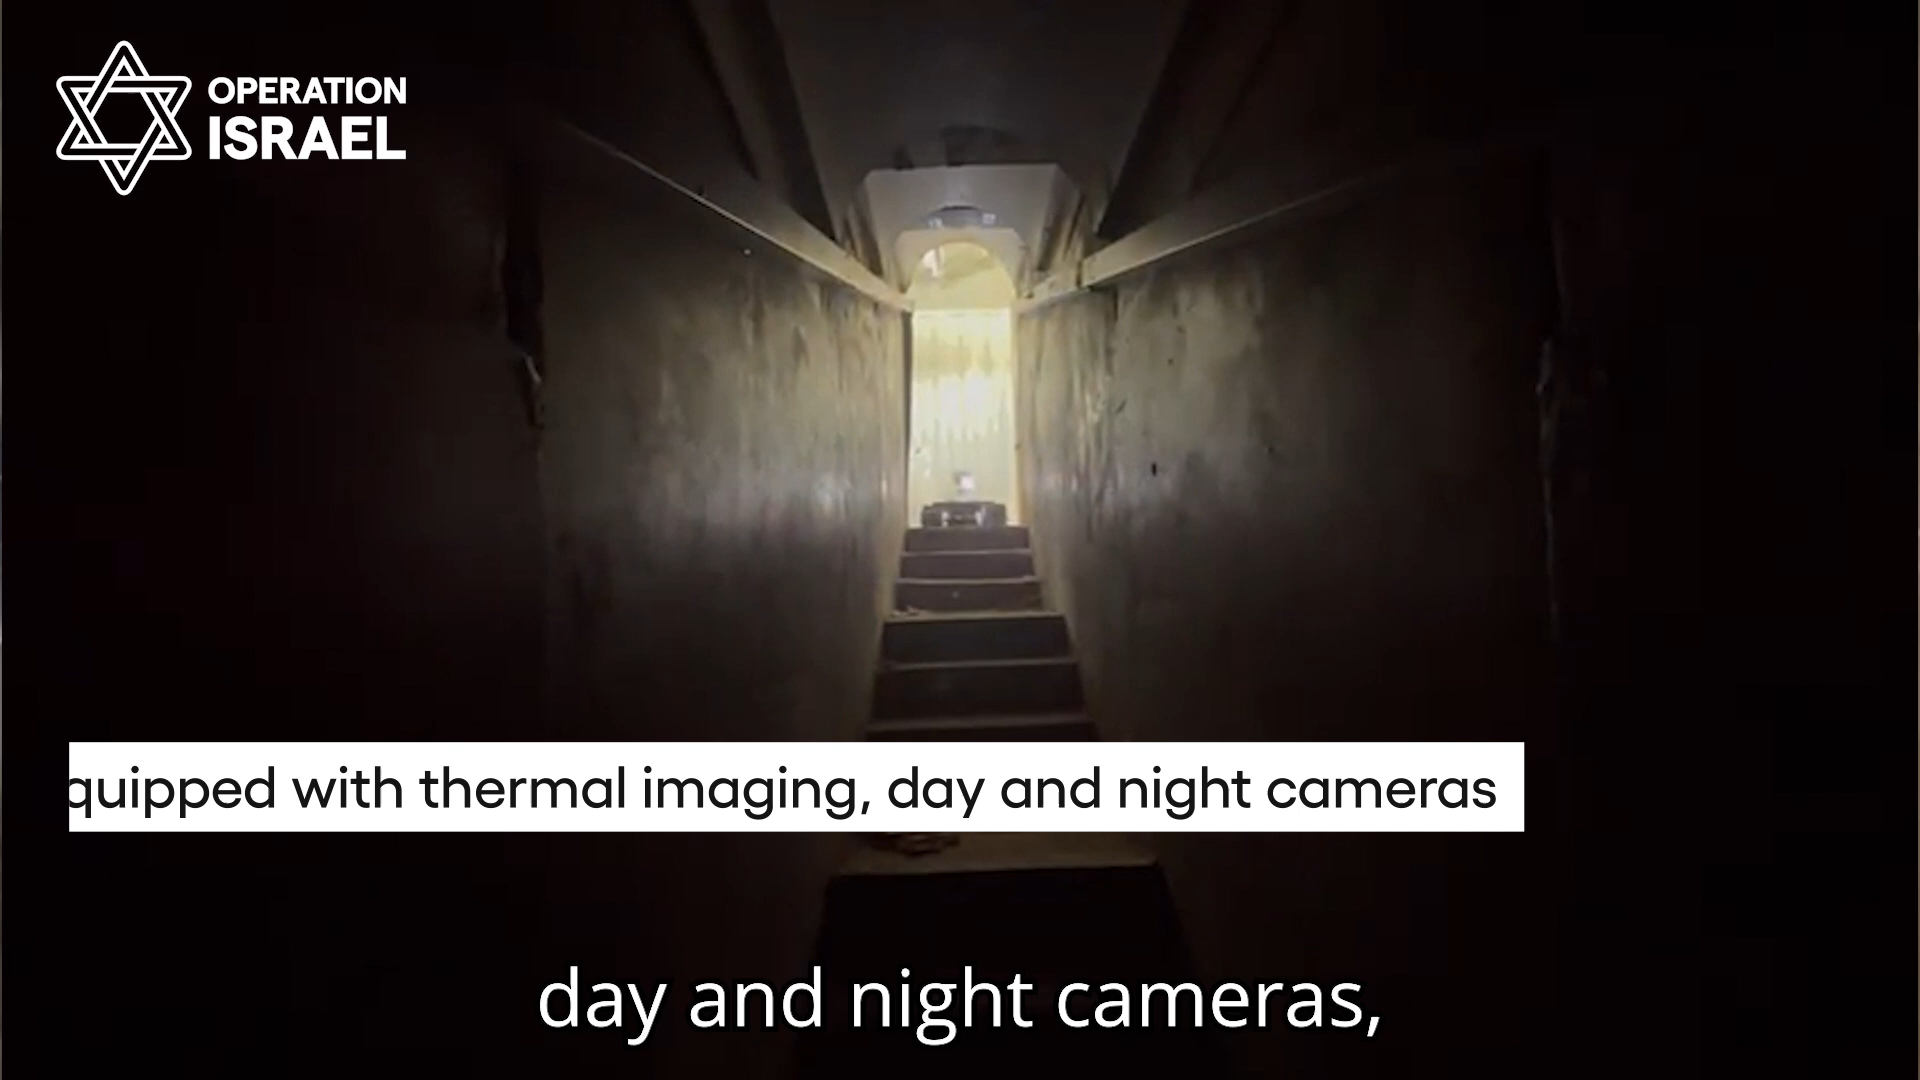 OPERATION
ISRAEL
quipped with thermal imaging, day and night cameras
day and night cameras,